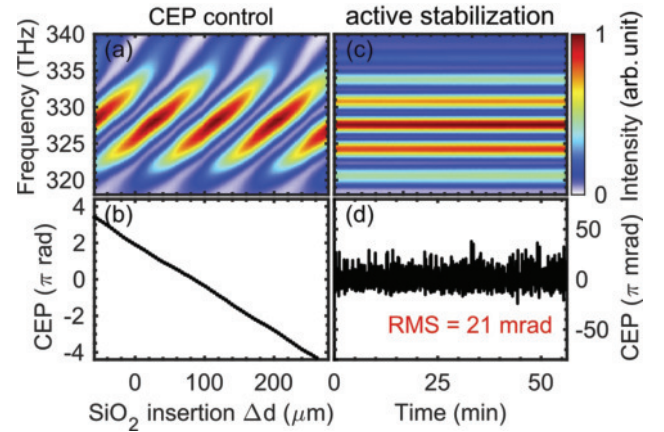 CEP control
active stabilization
340
335
330
325
320
Frequency (THz)
(a)
(c)
1
0
Intensity (arb. unit)
4
2
0
-2
-4
CEP (π rad)
(b)
(d)
RMS = 21 mrad
50
0
-50
CEP (π mrad)
0 100 200
0 25 50
SiO2 insertion Δd (μm)
Time (min)